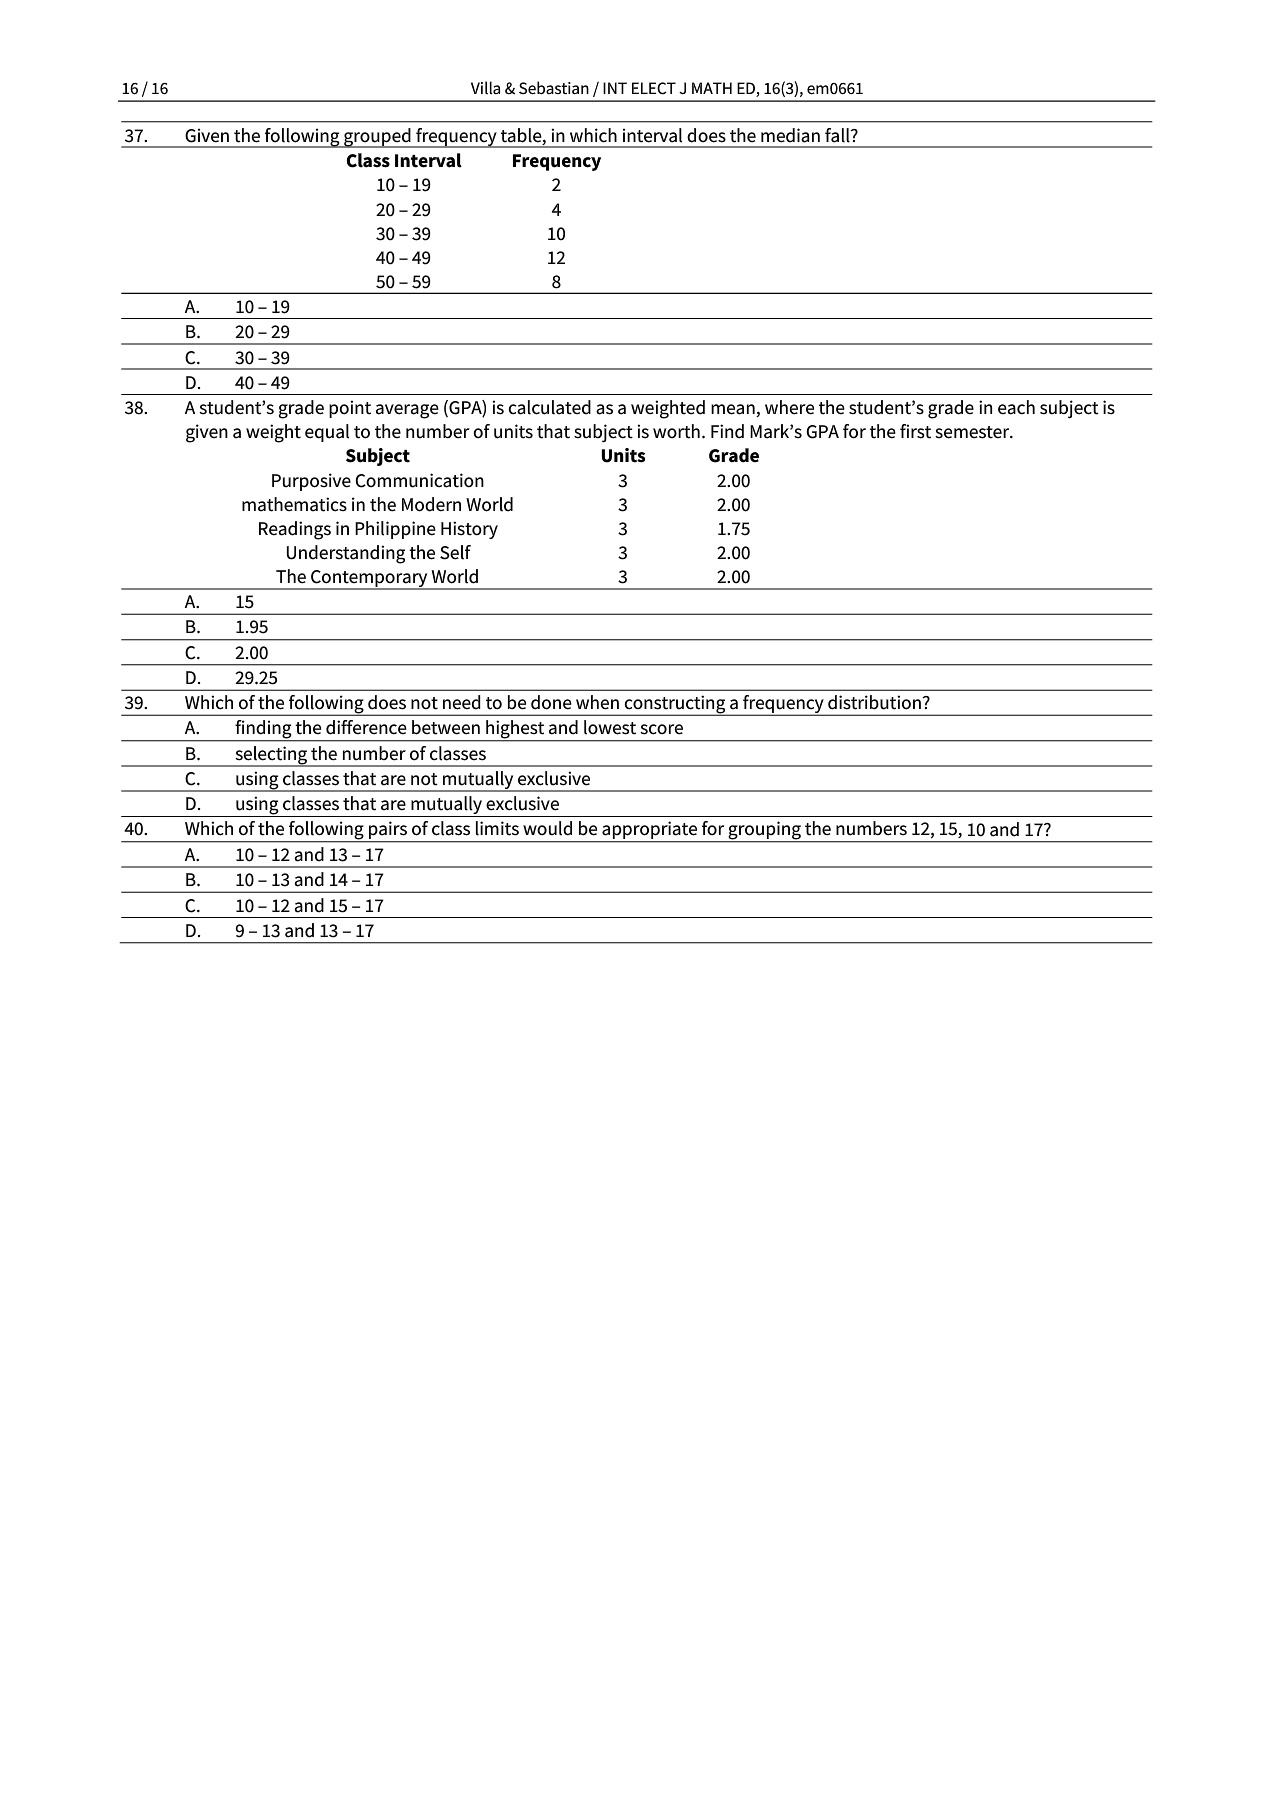 16 / 16 Villa & Sebastian / INT ELECT J MATH ED, 16(3), em0661
37. Given the following grouped frequency table, in which interval does the median fall?
Class Interval Frequency
10 – 19 2
20 – 29 4
30 – 39 10
40 – 49 12
50 – 59 8
A. 10 – 19
B. 20 – 29
C. 30 – 39
D. 40 – 49
38. A student’s grade point average (GPA) is calculated as a weighted mean, where the student’s grade in each subject is
given a weight equal to the number of units that subject is worth. Find Mark’s GPA for the first semester.
Subject Units Grade
Purposive Communication 3 2.00
mathematics in the Modern World 3 2.00
Readings in Philippine History 3 1.75
Understanding the Self 3 2.00
The Contemporary World 3 2.00
A. 15
B. 1.95
C. 2.00
D. 29.25
39. Which of the following does not need to be done when constructing a frequency distribution?
A. finding the difference between highest and lowest score
B. selecting the number of classes
C. using classes that are not mutually exclusive
D. using classes that are mutually exclusive
40. Which of the following pairs of class limits would be appropriate for grouping the numbers 12, 15, 10 and 17?
A. 10 – 12 and 13 – 17
B. 10 – 13 and 14 – 17
C. 10 – 12 and 15 – 17
D. 9 – 13 and 13 – 17